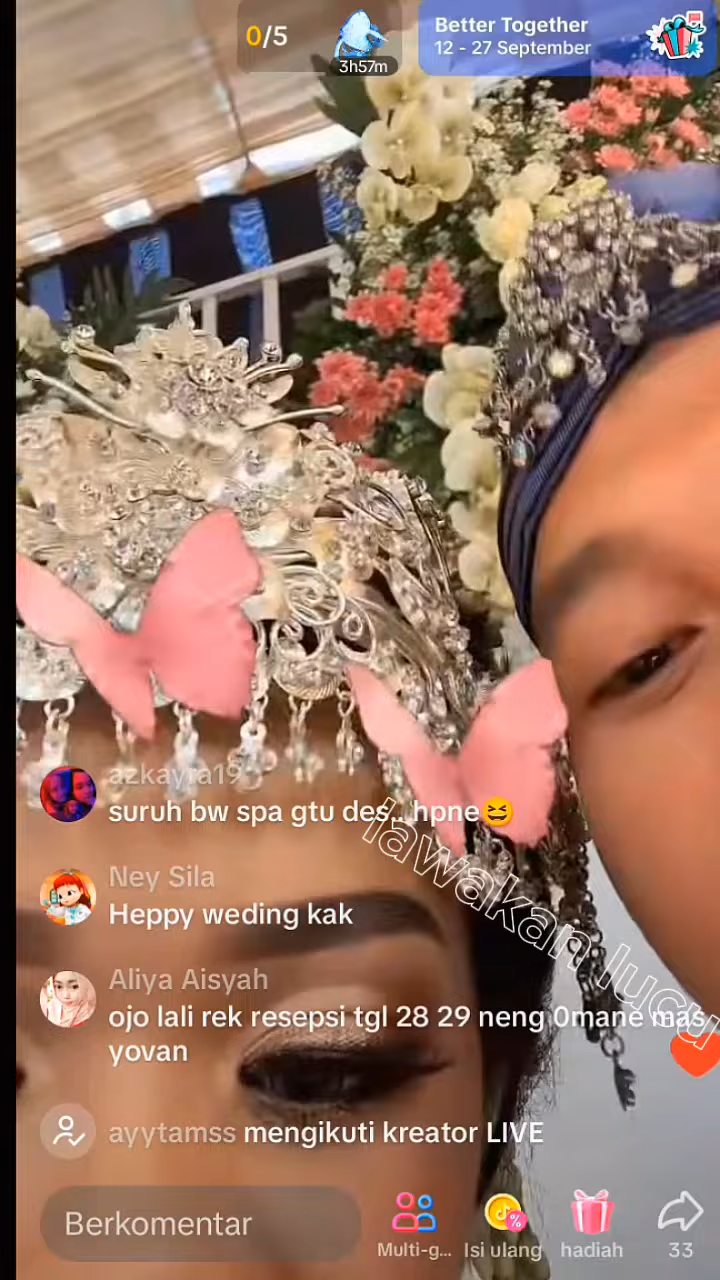 0/5
3h57m
Better Together
12 - 27 September
azkayra19
suruh bw spa gtu des...hpne😆
lawakan lucu
Ney Sila
Heppy weding kak
Aliya Aisyah
ojo lali rek resepsi tgl 28 29 neng 0mane mas
yovan
ayytamss mengikuti kreator LIVE
Berkomentar
Multi-g...
Isi ulang
hadiah
33